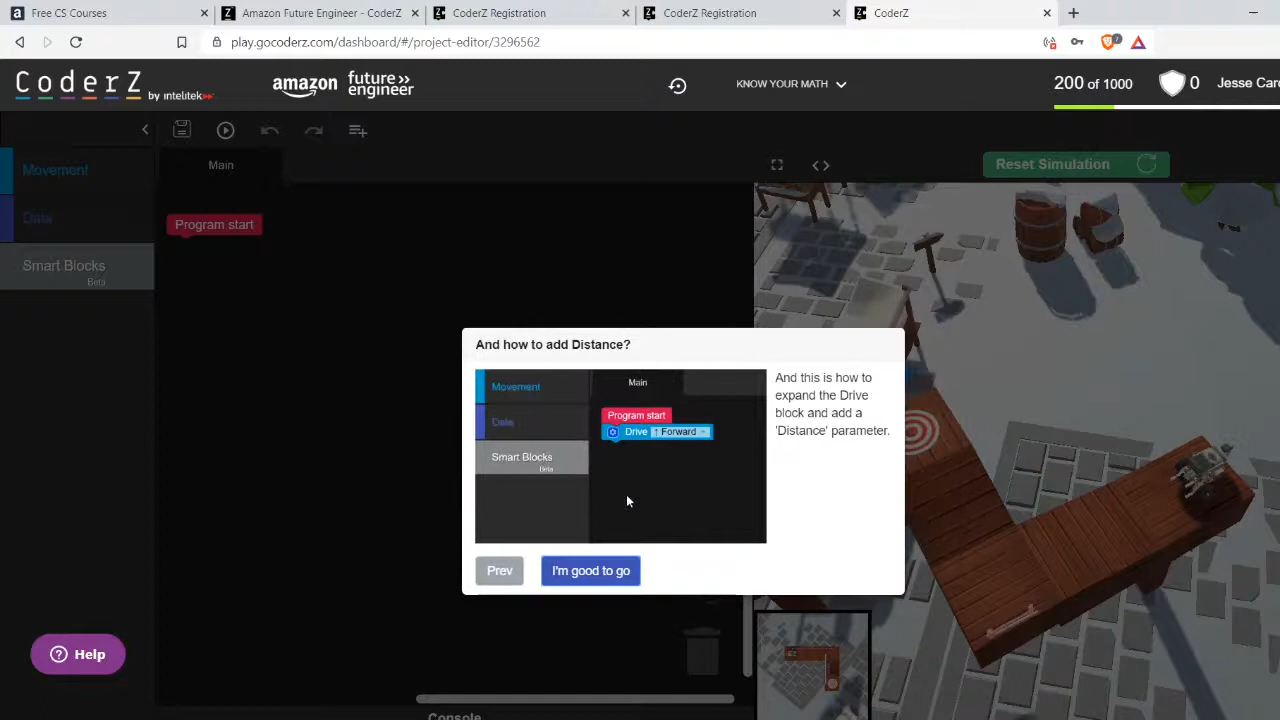 Free CS Courses
Amazon Future Engineer - CoderZ
CoderZ Registration
CoderZ Registration
CoderZ
play.gocoderz.com/dashboard/#/project-editor/3296562
7
CoderZ
by intelitek
amazon future engineer
KNOW YOUR MATH
200 of 1000
0
Jesse Car
Movement
Data
Smart Blocks
Beta
Main
Program start
Reset Simulation
And how to add Distance?
Movement
Data
Smart Blocks
Beta
Main
Program start
Drive ↑ Forward
And this is how to
expand the Drive
block and add a
'Distance' parameter.
Prev
I'm good to go
Help
Console